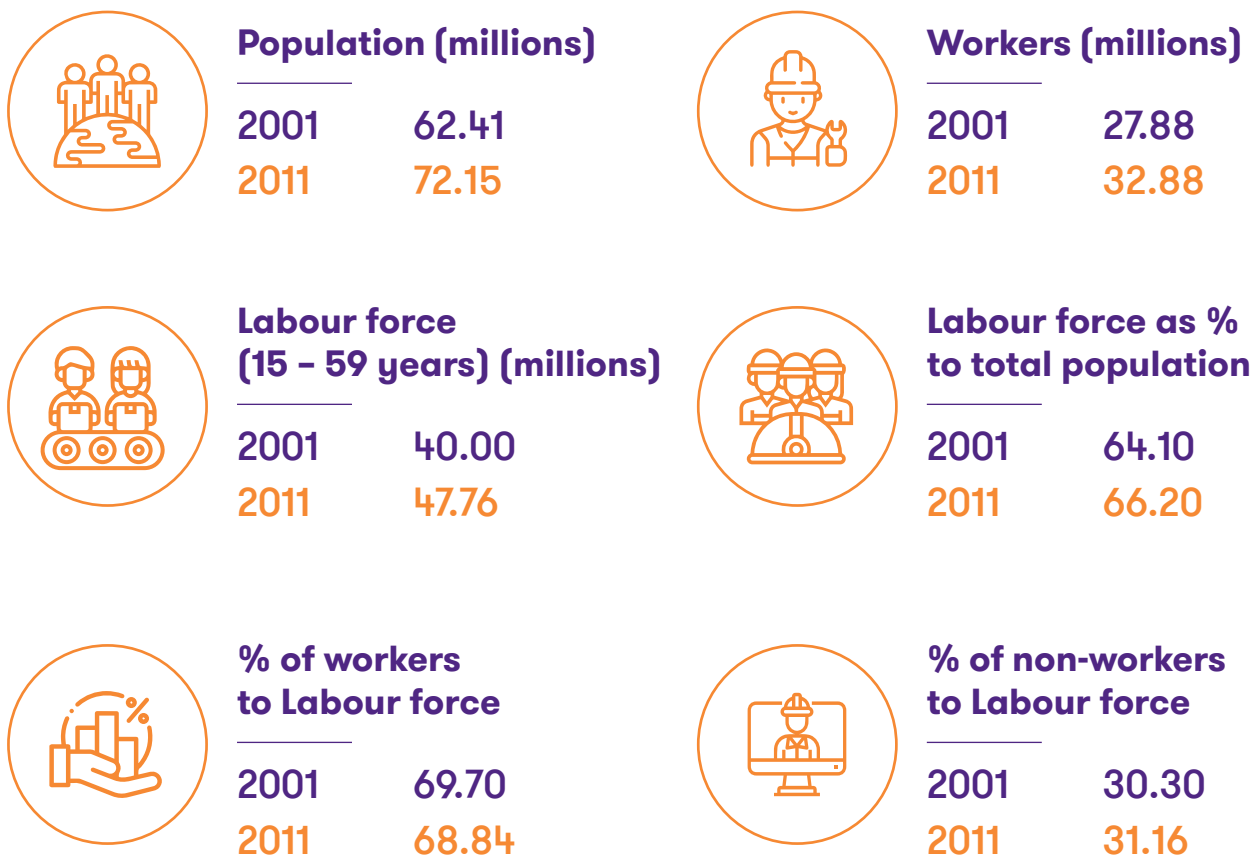 Population (millions)
2001 62.41
2011 72.15
Workers (millions)
2001 27.88
2011 32.88
Labour force
(15 – 59 years) (millions)
2001 40.00
2011 47.76
Labour force as %
to total population
2001 64.10
2011 66.20
% of workers
to Labour force
2001 69.70
2011 68.84
% of non-workers
to Labour force
2001 30.30
2011 31.16